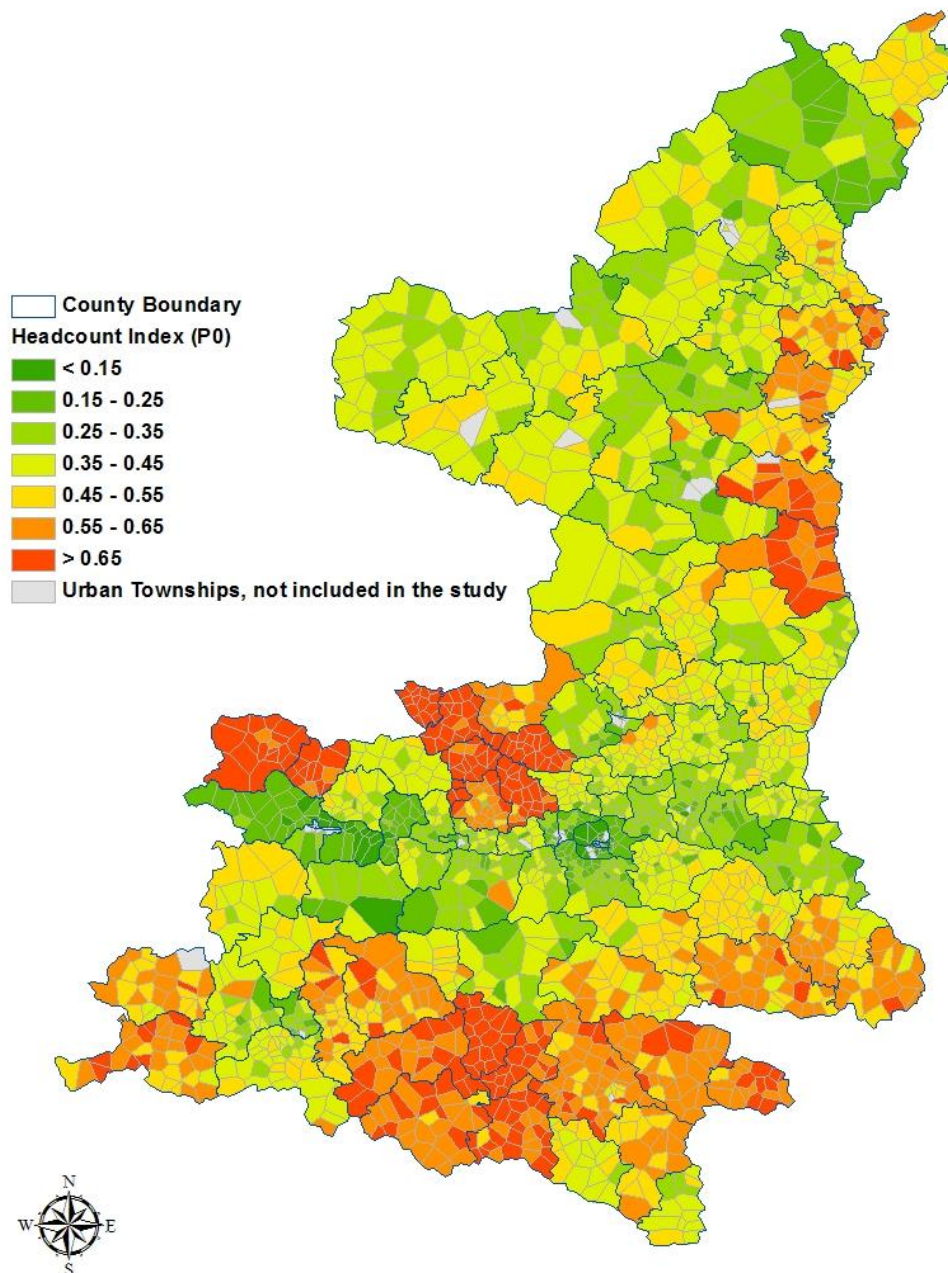 County Boundary
Headcount Index (P0)
< 0.15
0.15 - 0.25
0.25 - 0.35
0.35 - 0.45
0.45 - 0.55
0.55 - 0.65
> 0.65
Urban Townships, not included in the study
N
W E
S